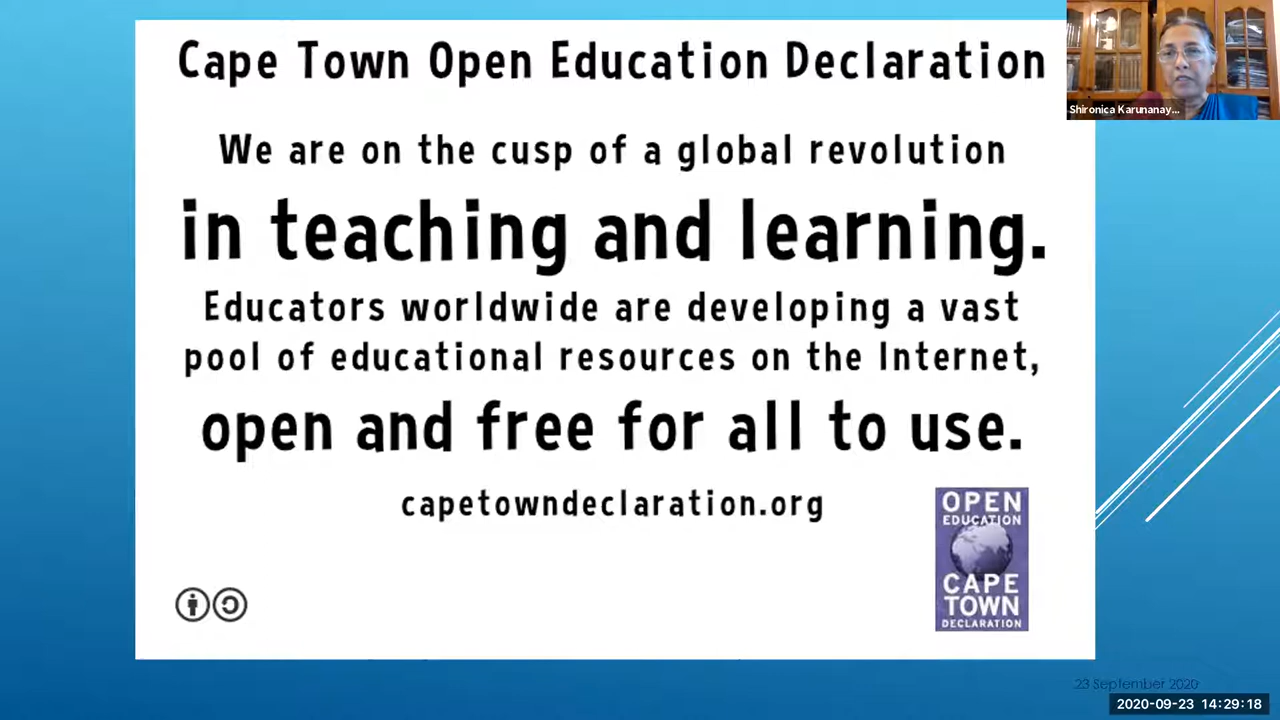 Cape Town Open Education Declaration
We are on the cusp of a global revolution
in teaching and learning.
Educators worldwide are developing a vast
pool of educational resources on the Internet,
open and free for all to use.
capetowndeclaration.org
OPEN
EDUCATION
CAPE
TOWN
DECLARATION
Shironica Karunanay...
23 September 2020
2020-09-23 14:29:18